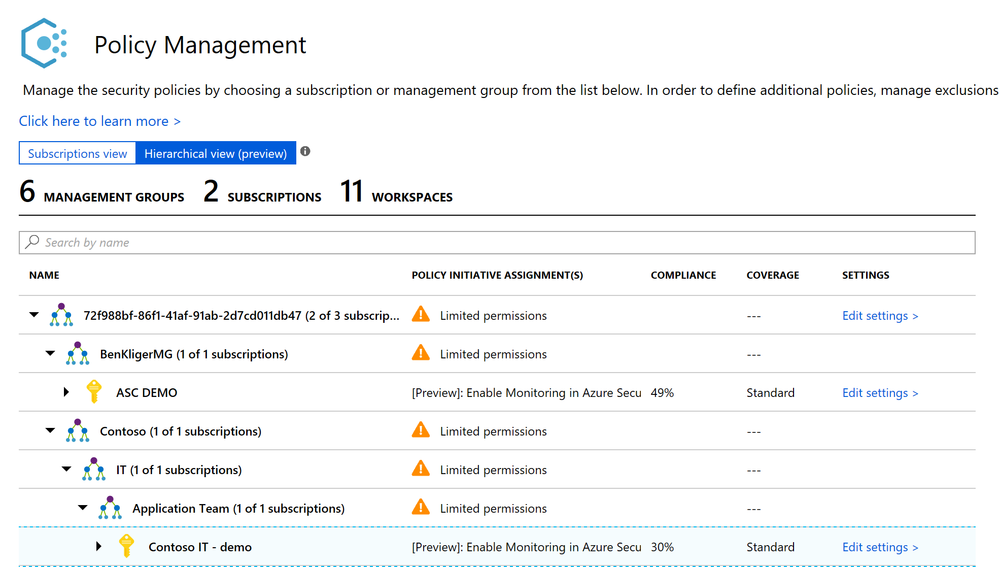 Policy Management
Manage the security policies by choosing a subscription or management group from the list below. In order to define additional policies, manage exclusions
Click here to learn more >
Subscriptions view Hierarchical view (preview)
6 MANAGEMENT GROUPS 2 SUBSCRIPTIONS 11 WORKSPACES
Search by name
NAME POLICY INITIATIVE ASSIGNMENT(S) COMPLIANCE COVERAGE SETTINGS
72f988bf-86f1-41af-91ab-2d7cd011db47 (2 of 3 subscrip... Limited permissions --- Edit settings >
BenKligerMG (1 of 1 subscriptions) Limited permissions ---
ASC DEMO [Preview]: Enable Monitoring in Azure Secu 49% Standard Edit settings >
Contoso (1 of 1 subscriptions) Limited permissions ---
IT (1 of 1 subscriptions) Limited permissions ---
Application Team (1 of 1 subscriptions) Limited permissions ---
Contoso IT - demo [Preview]: Enable Monitoring in Azure Secu 30% Standard Edit settings >